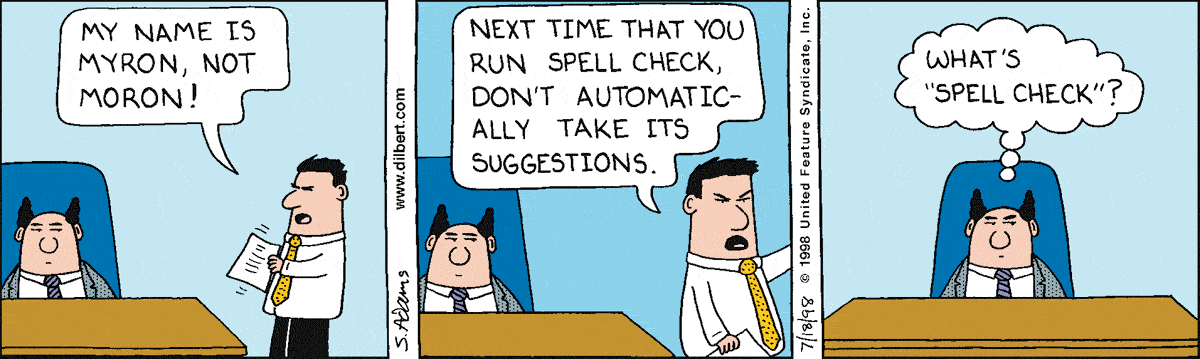 MY NAME IS
MYRON, NOT
MORON!
S. Adams
www.dilbert.com
NEXT TIME THAT YOU
RUN SPELL CHECK,
DON'T AUTOMATIC-
ALLY TAKE ITS
SUGGESTIONS.
7/18/98 © 1998 United Feature Syndicate, Inc.
WHAT'S
"SPELL CHECK"?